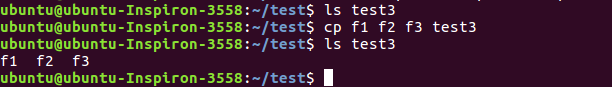 ubuntu@ubuntu-Inspiron-3558:~/test$ ls test3
ubuntu@ubuntu-Inspiron-3558:~/test$ cp f1 f2 f3 test3
ubuntu@ubuntu-Inspiron-3558:~/test$ ls test3
f1  f2  f3
ubuntu@ubuntu-Inspiron-3558:~/test$